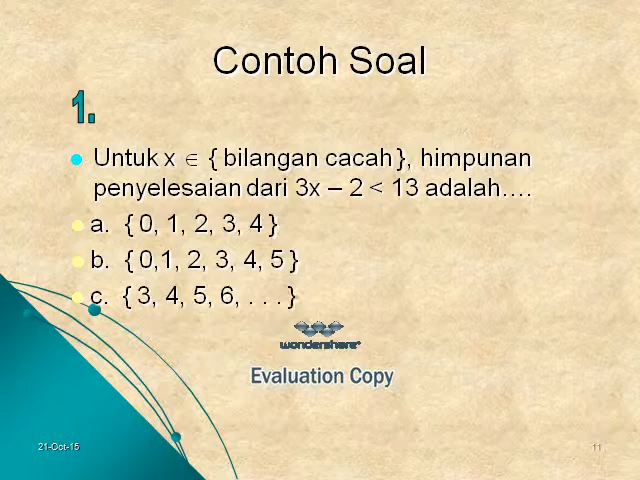 Contoh Soal
1.
Untuk x ∈ { bilangan cacah }, himpunan
penyelesaian dari 3x – 2 < 13 adalah….
a. { 0, 1, 2, 3, 4 }
b. { 0,1, 2, 3, 4, 5 }
c. { 3, 4, 5, 6, . . . }
wondershare
Evaluation Copy
21-Oct-15
11